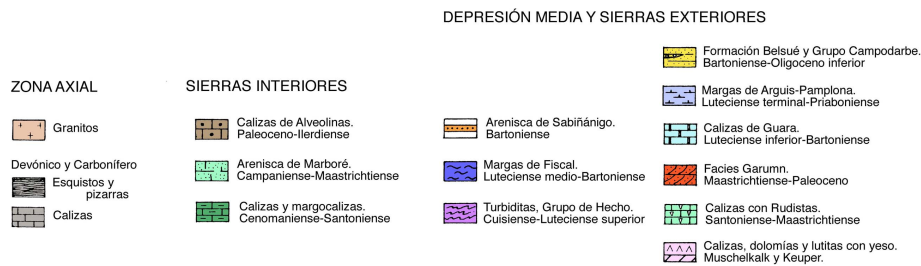 DEPRESIÓN MEDIA Y SIERRAS EXTERIORES
ZONA AXIAL
Granitos
Devónico y Carbonífero
Esquistos y
pizarras
Calizas
SIERRAS INTERIORES
Calizas de Alveolinas.
Paleoceno-Ilerdiense
Arenisca de Marboré.
Campaniense-Maastrichtiense
Calizas y margocalizas.
Cenomaniense-Santoniense
Arenisca de Sabiñánigo.
Bartoniense
Margas de Fiscal.
Luteciense medio-Bartoniense
Turbiditas, Grupo de Hecho.
Cuisiense-Luteciense superior
Formación Belsué y Grupo Campodarbe.
Bartoniense-Oligoceno inferior
Margas de Arguis-Pamplona.
Luteciense terminal-Priaboniense
Calizas de Guara.
Luteciense inferior-Bartoniense
Facies Garumn.
Maastrichtiense-Paleoceno
Calizas con Rudistas.
Santoniense-Maastrichtiense
Calizas, dolomías y lutitas con yeso.
Muschelkalk y Keuper.